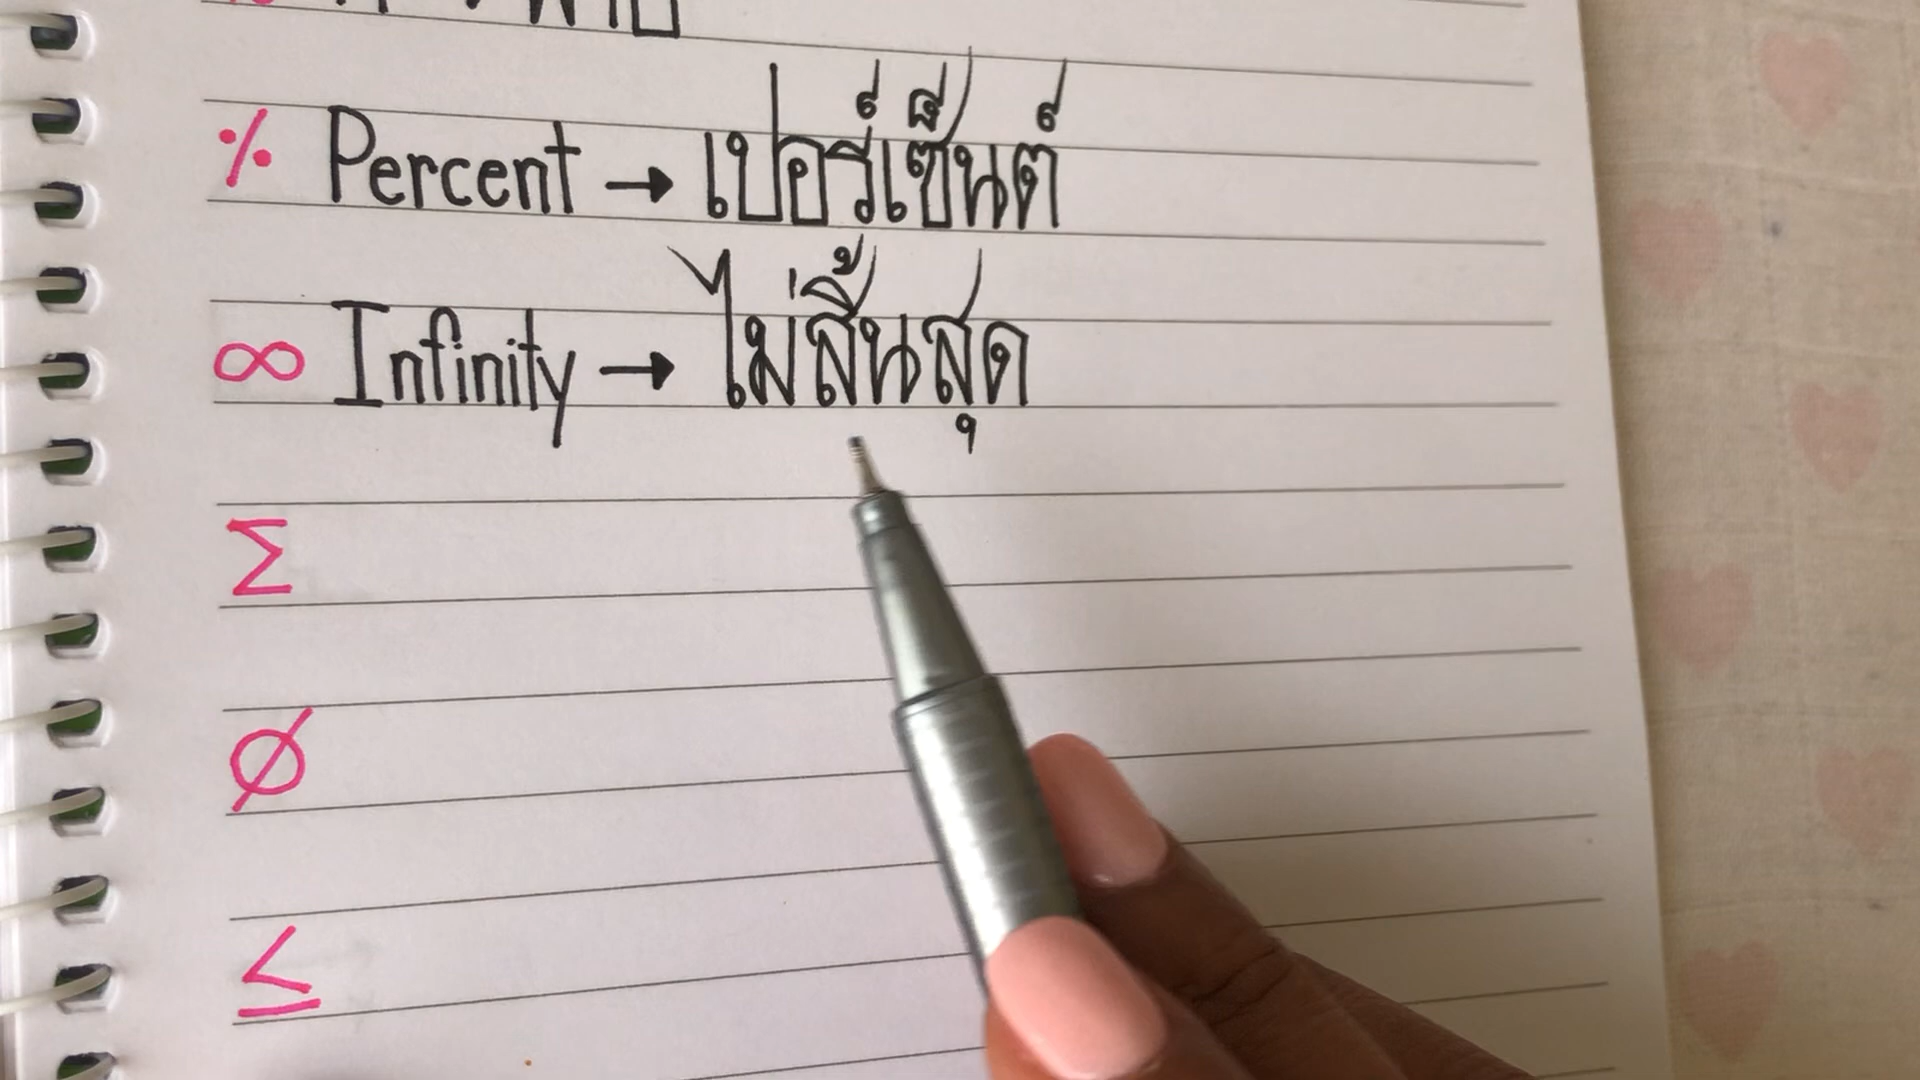 % Percent → เปอร์เซ็นต์
∞ Infinity → ไม่สิ้นสุด
Σ
∅
≤